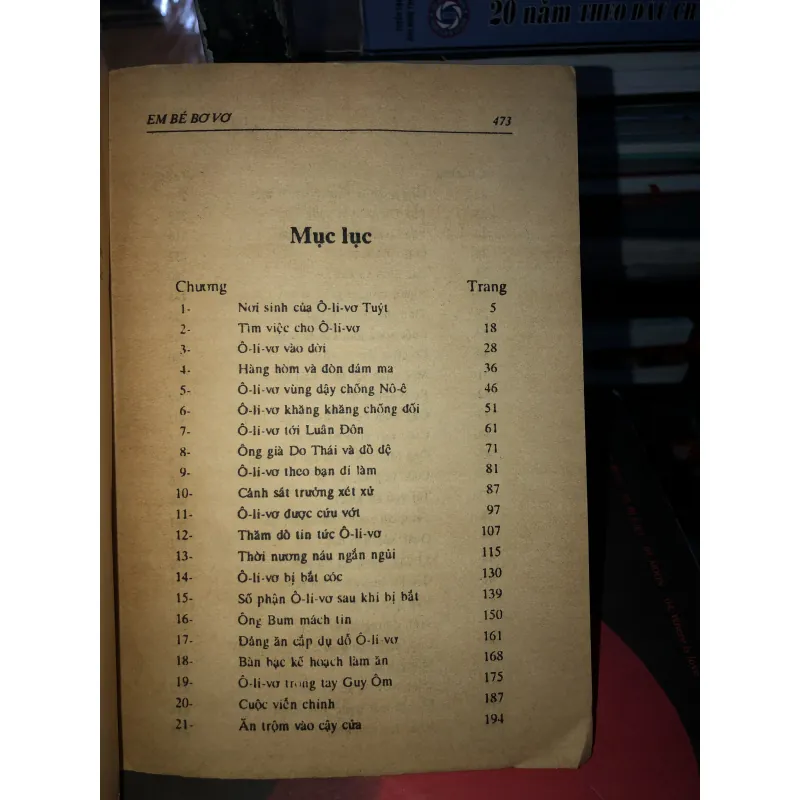 20 năm THEO DẤU CH
EM BÉ BƠ VƠ 473
Mục lục
Chương Trang
1- Nơi sinh của Ô-li-vơ Tuýt 5
2- Tìm việc cho Ô-li-vơ 18
3- Ô-li-vơ vào đời 28
4- Hàng hòm và đòn đám ma 36
5- Ô-li-vơ vùng dậy chống Nô-ê 46
6- Ô-li-vơ khăng khăng chống đối 51
7- Ô-li-vơ tới Luân Đôn 61
8- Ông già Do Thái và đồ đệ 71
9- Ô-li-vơ theo bạn đi làm 81
10- Cảnh sát trưởng xét xử 87
11- Ô-li-vơ được cứu vớt 97
12- Thăm dò tin tức Ô-li-vơ 107
13- Thời nương náu ngắn ngủi 115
14- Ô-li-vơ bị bắt cóc 130
15- Số phận Ô-li-vơ sau khi bị bắt 139
16- Ông Bum mách tin 150
17- Đảng ăn cắp dụ dỗ Ô-li-vơ 161
18- Bàn bạc kế hoạch làm ăn 168
19- Ô-li-vơ trong tay Guy Ôm 175
20- Cuộc viễn chinh 187
21- Ăn trộm vào cậy cửa 194